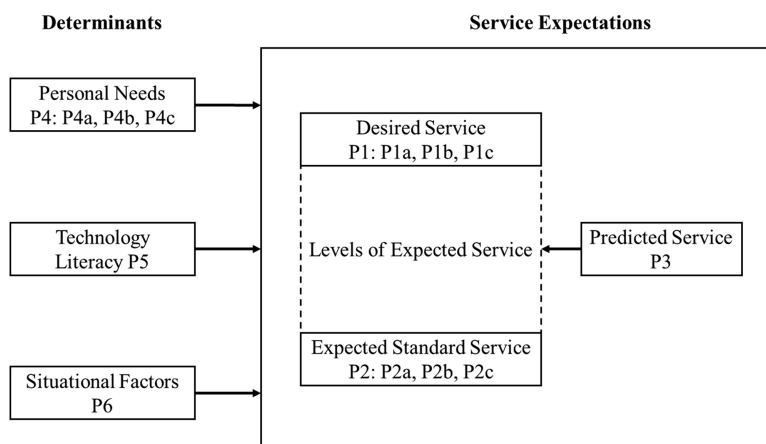 Determinants
Service Expectations
Personal Needs
P4: P4a, P4b, P4c
Desired Service
P1: P1a, P1b, P1c
Technology
Literacy P5
Levels of Expected Service
Predicted Service
P3
Expected Standard Service
P2: P2a, P2b, P2c
Situational Factors
P6